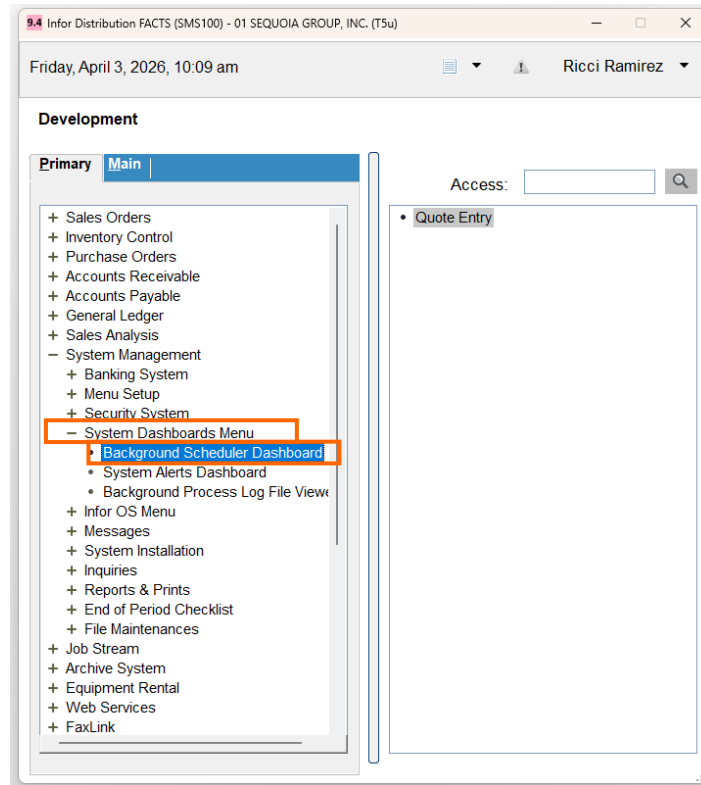 9.4 Infor Distribution FACTS (SMS100) - 01 SEQUOIA GROUP, INC. (T5u)
Friday, April 3, 2026, 10:09 am
Ricci Ramirez
Development
Primary Main
Access:
+ Sales Orders
+ Inventory Control
+ Purchase Orders
+ Accounts Receivable
+ Accounts Payable
+ General Ledger
+ Sales Analysis
− System Management
+ Banking System
+ Menu Setup
+ Security System
− System Dashboards Menu
• Background Scheduler Dashboard
• System Alerts Dashboard
• Background Process Log File Viewe
+ Infor OS Menu
+ Messages
+ System Installation
+ Inquiries
+ Reports & Prints
+ End of Period Checklist
+ File Maintenances
+ Job Stream
+ Archive System
+ Equipment Rental
+ Web Services
+ FaxLink
• Quote Entry